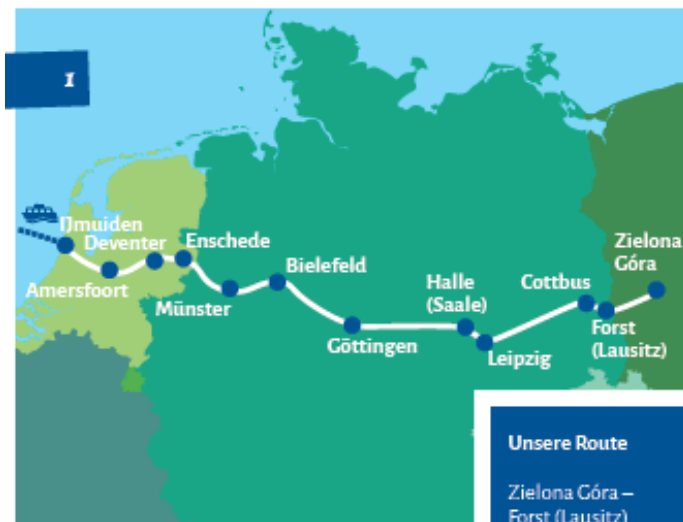 1
IJmuiden
Deventer
Enschede
Amersfoort
Münster
Bielefeld
Göttingen
Halle
(Saale)
Leipzig
Cottbus
Forst
(Lausitz)
Zielona
Góra
Unsere Route
Zielona Góra –
Forst (Lausitz)